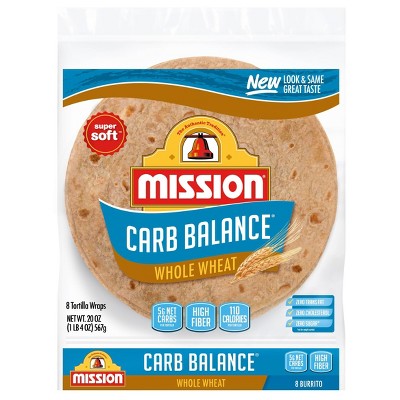 New LOOK & SAME
GREAT TASTE
super
soft
The Authentic Tradition
MISSION®
CARB BALANCE®
WHOLE WHEAT
8 Tortilla Wraps
NET WT. 20 OZ
(1 LB 4 OZ) 567g
5g NET
CARBS
HIGH
FIBER
110
CALORIES
ZERO TRANS FAT
ZERO CHOLESTEROL
ZERO SUGAR
MISSION
CARB BALANCE®
WHOLE WHEAT
5g NET
CARBS
HIGH
FIBER
8 BURRITO